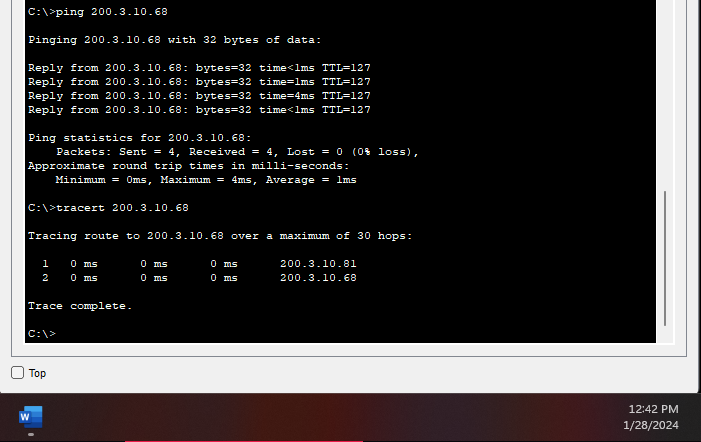 C:\>ping 200.3.10.68
Pinging 200.3.10.68 with 32 bytes of data:
Reply from 200.3.10.68: bytes=32 time<1ms TTL=127
Reply from 200.3.10.68: bytes=32 time=1ms TTL=127
Reply from 200.3.10.68: bytes=32 time=4ms TTL=127
Reply from 200.3.10.68: bytes=32 time<1ms TTL=127
Ping statistics for 200.3.10.68:
Packets: Sent = 4, Received = 4, Lost = 0 (0% loss),
Approximate round trip times in milli-seconds:
Minimum = 0ms, Maximum = 4ms, Average = 1ms
C:\>tracert 200.3.10.68
Tracing route to 200.3.10.68 over a maximum of 30 hops:
1 0 ms 0 ms 0 ms 200.3.10.81
2 0 ms 0 ms 0 ms 200.3.10.68
Trace complete.
C:\>
Top
W
12:42 PM
1/28/2024